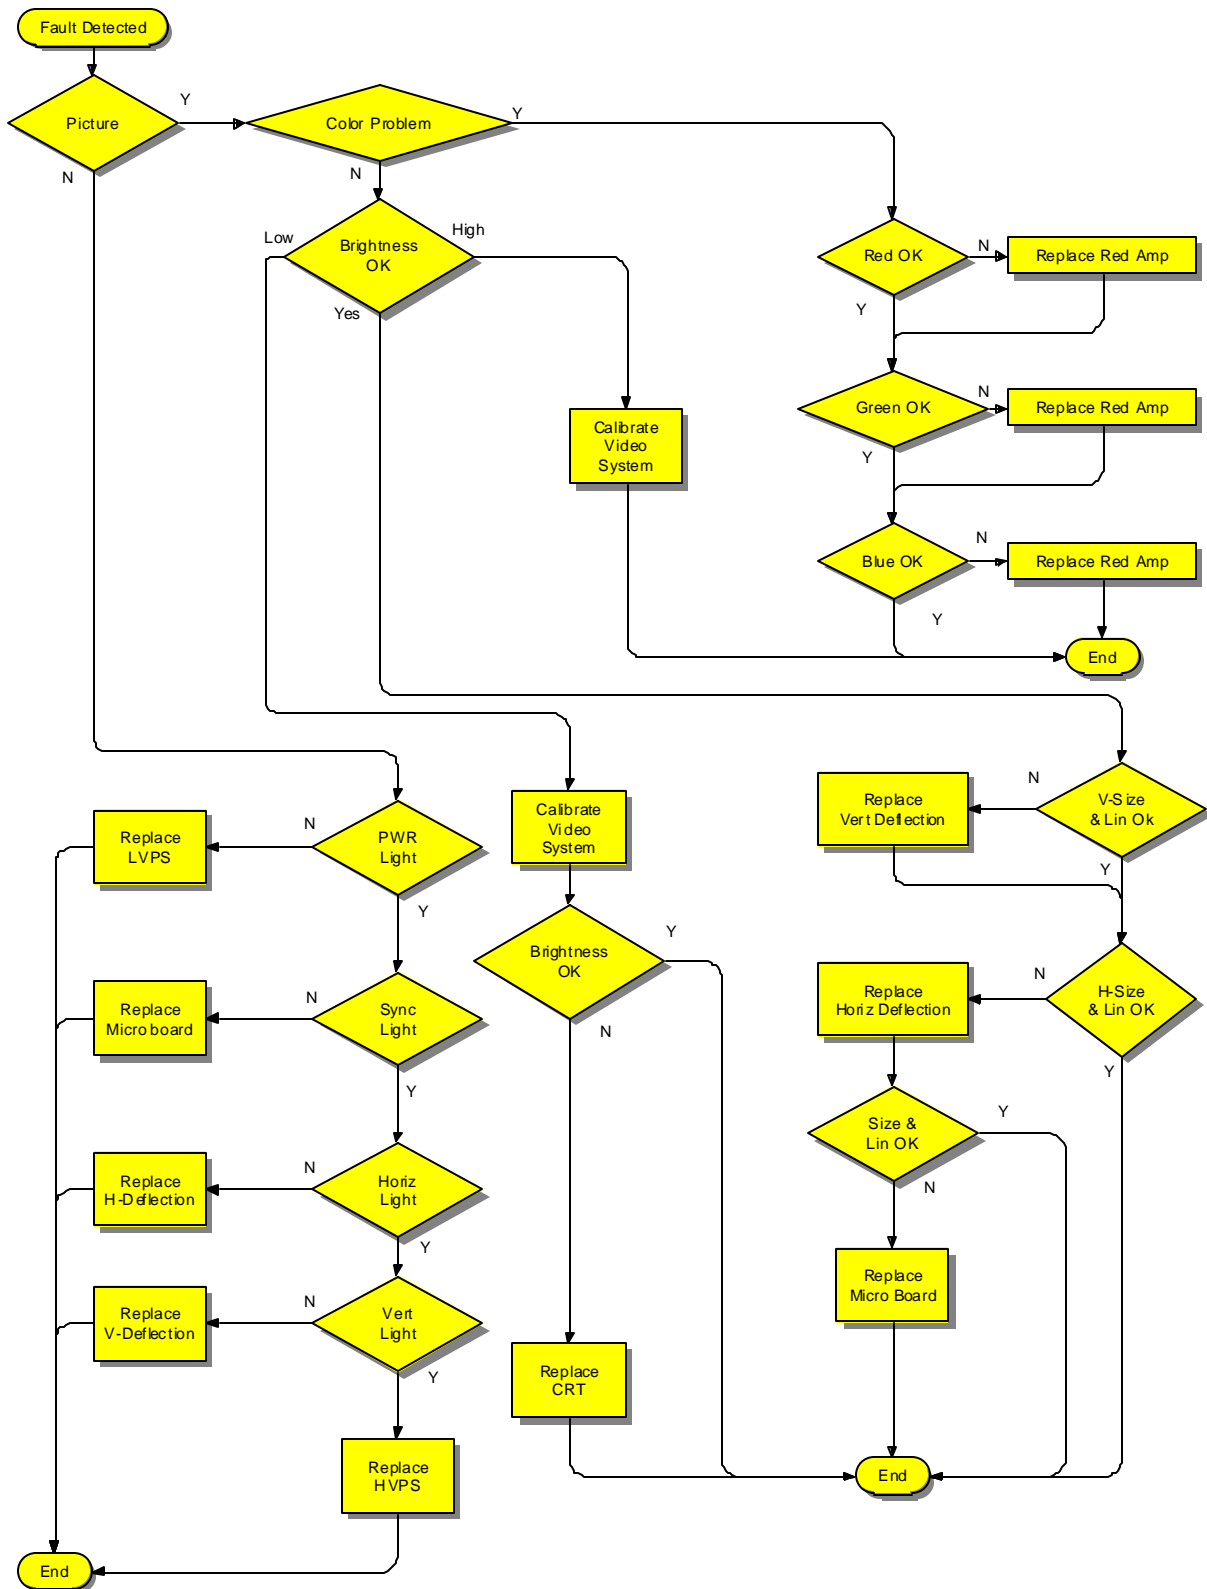 Fault Detected
Y
Y
Picture
Color Problem
N
N
Low
High
Brightness
OK
Yes
Red OK
N
Replace Red Amp
Y
Green OK
N
Replace Red Amp
Y
Calibrate
Video
System
Blue OK
N
Replace Red Amp
Y
End
PWR
Light
N
Replace
LVPS
Y
Sync
Light
N
Replace
Microboard
Y
Horiz
Light
N
Replace
H-Deflection
Y
Vert
Light
N
Replace
V-Deflection
Y
Replace
HVPS
End
Calibrate
Video
System
Brightness
OK
Y
N
Replace
CRT
V-Size
& Lin Ok
N
Replace
Vert Deflection
Y
H-Size
& Lin OK
N
Replace
Horiz Deflection
Y
Size &
Lin OK
Y
N
Replace
Micro Board
End